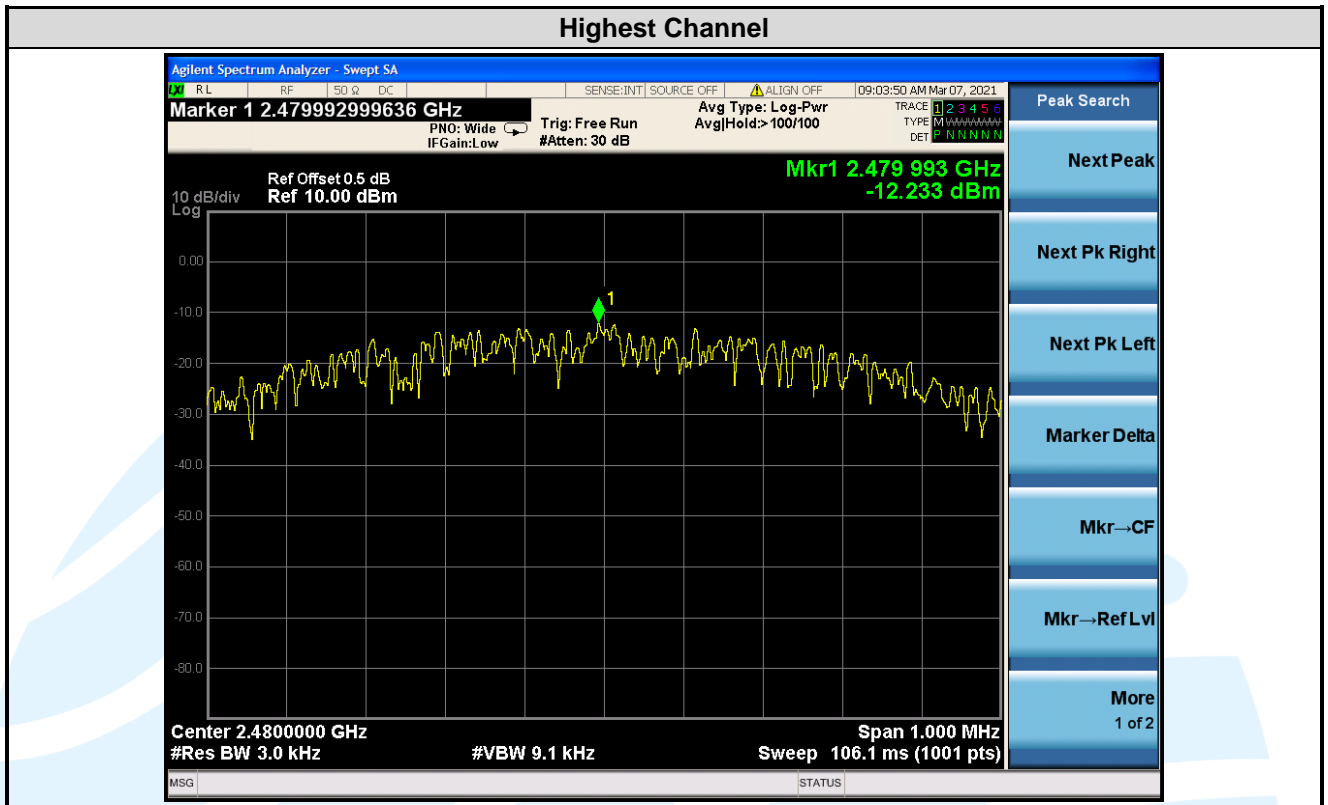 Highest Channel
Agilent Spectrum Analyzer - Swept SA
LXI RL RF 50 Ω DC SENSE:INT SOURCE OFF ALIGN OFF 09:03:50 AM Mar 07, 2021
Marker 1 2.479992999636 GHz
PNO: Wide
IFGain:Low
Trig: Free Run
#Atten: 30 dB
Avg Type: Log-Pwr
Avg|Hold:>100/100
TRACE 1 2 3 4 5 6
TYPE M WWWWW
DET P N N N N N
Peak Search
Mkr1 2.479 993 GHz
-12.233 dBm
Ref Offset 0.5 dB
10 dB/div Ref 10.00 dBm
Log
0.00
-10.0
-20.0
-30.0
-40.0
-50.0
-60.0
-70.0
-80.0
1
Next Peak
Next Pk Right
Next Pk Left
Marker Delta
Mkr→CF
Mkr→Ref Lvl
More
1 of 2
Center 2.4800000 GHz Span 1.000 MHz
#Res BW 3.0 kHz #VBW 9.1 kHz Sweep 106.1 ms (1001 pts)
MSG STATUS